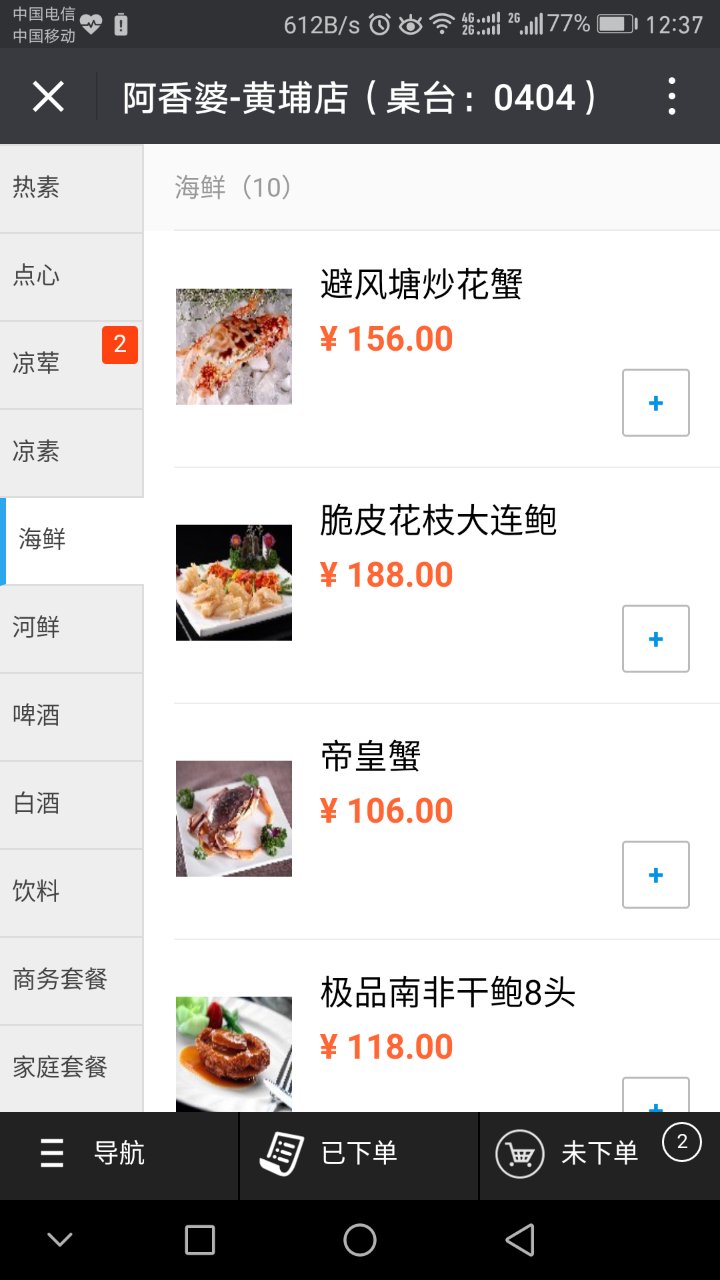 中国电信
中国移动
612B/s 4G 2G 2G 77% 12:37
阿香婆-黄埔店（桌台：0404）
热素
点心
凉荤 2
凉素
海鲜
河鲜
啤酒
白酒
饮料
商务套餐
家庭套餐
海鲜（10）
避风塘炒花蟹
¥ 156.00
+
脆皮花枝大连鲍
¥ 188.00
+
帝皇蟹
¥ 106.00
+
极品南非干鲍8头
¥ 118.00
+
导航
已下单
未下单 2